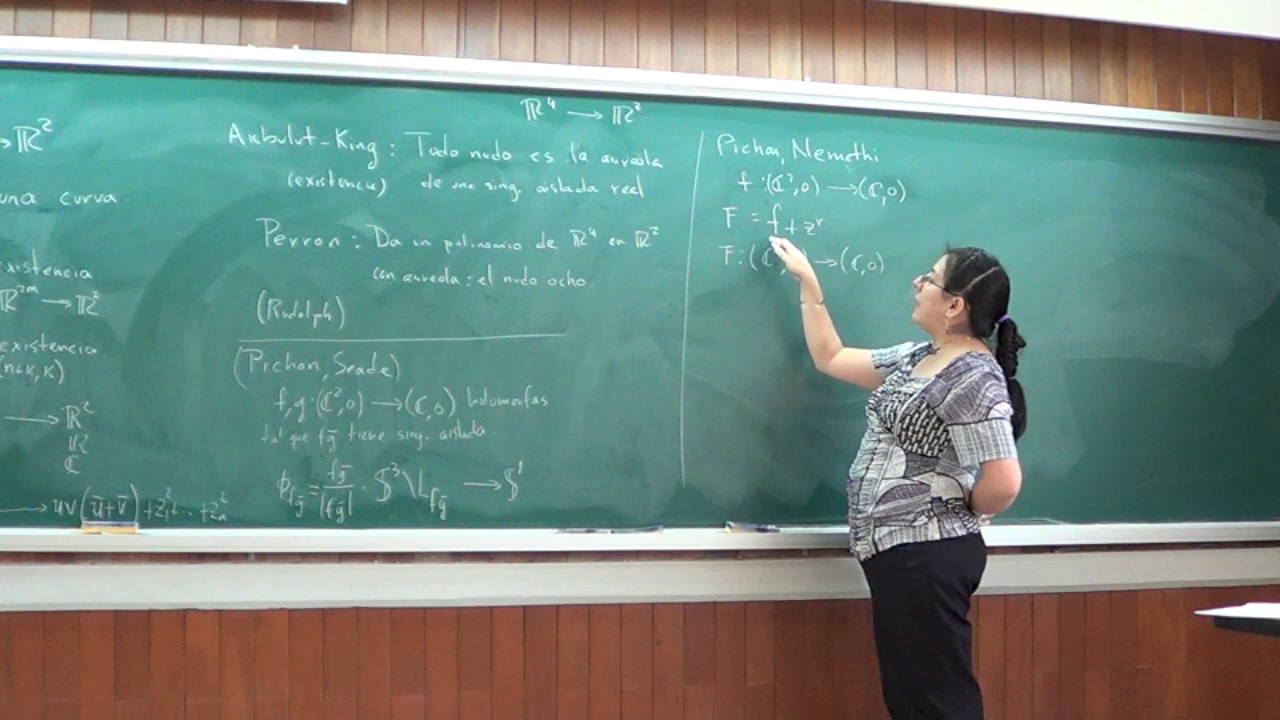 → ℝ²
una curva
existencia
ℝ²ᵐ → ℝ²
existencia
(n+k, k)
→ ℝ²
ℝ
ℂ
→ uv(ū+v̄)+z₁²+...+zₙ²
ℝ⁴ → ℝ²
Akbulut-King: Todo nudo es la aureola
(existencia) de una sing. aislada real
Perron: Da un polinomio de ℝ⁴ en ℝ²
con aureola: el nudo ocho.
(Rudolph)
(Pichon, Seade)
f,g:(ℂ²,0) → (ℂ,0) holomorfas
tal que fḡ tiene sing. aislada.
ϕ_fḡ = fḡ/|fḡ| : 𝕊³\L_fḡ → 𝕊¹
Pichon, Nemethi
f:(ℂ²,0) → (ℂ,0)
F = f + zʳ
F:(ℂ → (ℂ,0)